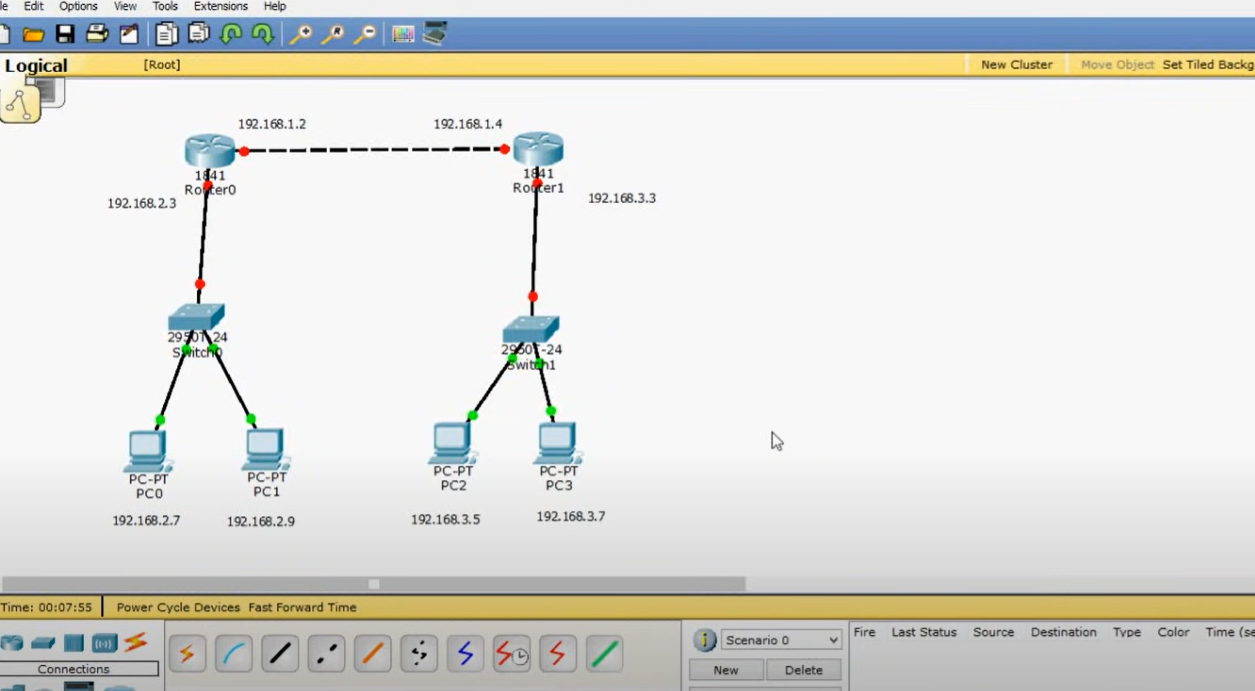 le Edit Options View Tools Extensions Help
Logical [Root] New Cluster Move Object Set Tiled Backg
192.168.1.2 192.168.1.4
1841
Router0
1841
Router1
192.168.2.3
192.168.3.3
2950T-24
Switch0
2950T-24
Switch1
PC-PT
PC0
PC-PT
PC1
PC-PT
PC2
PC-PT
PC3
192.168.2.7
192.168.2.9
192.168.3.5
192.168.3.7
Time: 00:07:55 Power Cycle Devices Fast Forward Time
Connections
Scenario 0
New Delete
Fire Last Status Source Destination Type Color Time (se